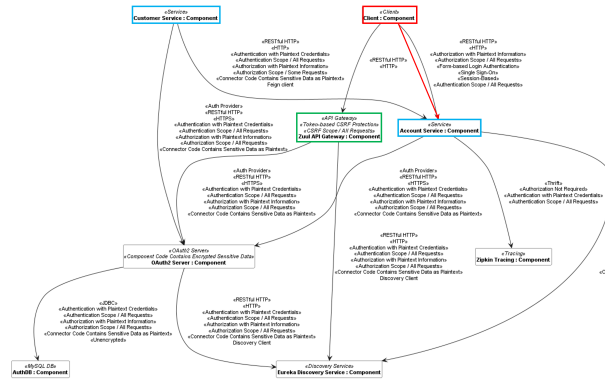 «Service»
Customer Service : Component
«Client»
Client : Component
«RESTful HTTP»
«HTTP»
«Authentication with Plaintext Credentials»
«Authentication Scope / All Requests»
«Authorization with Plaintext Information»
«Authorization Scope / Some Requests»
«Connector Code Contains Sensitive Data as Plaintext»
Feign client
«RESTful HTTP»
«HTTP»
«RESTful HTTP»
«HTTP»
«Authorization with Plaintext Information»
«Authorization Scope / All Requests»
«Form-based Login Authentication»
«Single Sign-On»
«Session-Based»
«Authentication Scope / All Requests»
«API Gateway»
«Token-based CSRF Protection»
«CSRF Scope / All Requests»
Zuul API Gateway : Component
«Service»
Account Service : Component
«Auth Provider»
«RESTful HTTP»
«HTTPS»
«Authentication with Plaintext Credentials»
«Authentication Scope / All Requests»
«Authorization with Plaintext Information»
«Authorization Scope / All Requests»
«Connector Code Contains Sensitive Data as Plaintext»
«Auth Provider»
«RESTful HTTP»
«HTTPS»
«Authentication with Plaintext Credentials»
«Authentication Scope / All Requests»
«Authorization with Plaintext Information»
«Authorization Scope / All Requests»
«Connector Code Contains Sensitive Data as Plaintext»
«Auth Provider»
«RESTful HTTP»
«HTTPS»
«Authentication with Plaintext Credentials»
«Authentication Scope / All Requests»
«Authorization with Plaintext Information»
«Authorization Scope / All Requests»
«Connector Code Contains Sensitive Data as Plaintext»
«Thrift»
«Authorization Not Required»
«Authentication with Plaintext Credentials»
«Authentication Scope / All Requests»
«RESTful HTTP»
«HTTP»
«Authentication with Plaintext Credentials»
«Authentication Scope / All Requests»
«Authorization with Plaintext Information»
«Authorization Scope / All Requests»
«Connector Code Contains Sensitive Data as Plaintext»
Discovery Client
«OAuth2 Server»
«Component Code Contains Encrypted Sensitive Data»
OAuth2 Server : Component
«Tracing»
Zipkin Tracing : Component
«JDBC»
«Authentication with Plaintext Credentials»
«Authentication Scope / All Requests»
«Authorization with Plaintext Information»
«Authorization Scope / All Requests»
«Connector Code Contains Sensitive Data as Plaintext»
«Unencrypted»
«RESTful HTTP»
«HTTP»
«Authentication with Plaintext Credentials»
«Authorization with Plaintext Information»
«Authentication Scope / All Requests»
«Authorization Scope / All Requests»
«Connector Code Contains Sensitive Data as Plaintext»
Discovery Client
«MySQL DB»
AuthDB : Component
«Discovery Service»
Eureka Discovery Service : Component